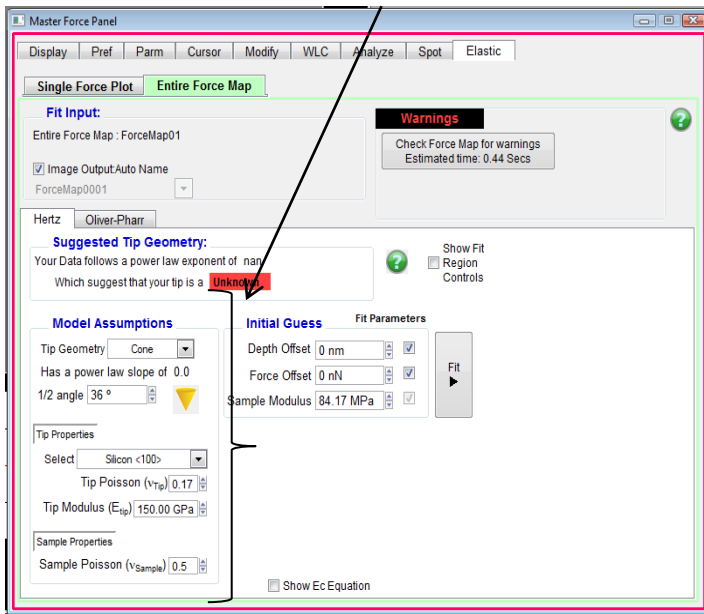 Master Force Panel
Display Pref Parm Cursor Modify WLC Analyze Spot Elastic
Single Force Plot Entire Force Map
Fit Input:
Warnings
Entire Force Map : ForceMap01
Check Force Map for warnings
Estimated time: 0.44 Secs
Image Output:Auto Name
ForceMap0001
Hertz Oliver-Pharr
Suggested Tip Geometry:
Your Data follows a power law exponent of nan
Which suggest that your tip is a Unknown
Show Fit
Region
Controls
Model Assumptions
Tip Geometry Cone
Has a power law slope of 0.0
1/2 angle 36 º
Tip Properties
Select Silicon <100>
Tip Poisson (νTip) 0.17
Tip Modulus (Etip) 150.00 GPa
Sample Properties
Sample Poisson (νSample) 0.5
Initial Guess Fit Parameters
Depth Offset 0 nm
Force Offset 0 nN
Sample Modulus 84.17 MPa
Fit
Show Ec Equation